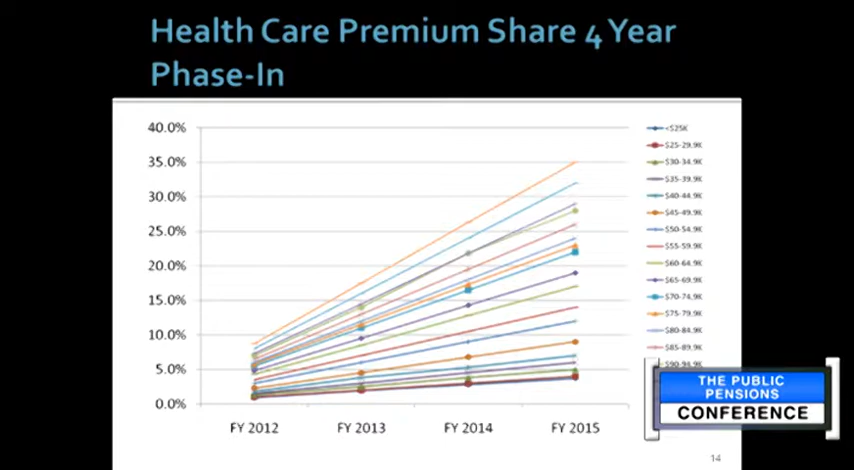 Health Care Premium Share 4 Year
Phase-In
40.0%
35.0%
30.0%
25.0%
20.0%
15.0%
10.0%
5.0%
0.0%
FY 2012
FY 2013
FY 2014
FY 2015
<$25K
$25-29.9K
$30-34.9K
$35-39.9K
$40-44.9K
$45-49.9K
$50-54.9K
$55-59.9K
$60-64.9K
$65-69.9K
$70-74.9K
$75-79.9K
$80-84.9K
$85-89.9K
$90-94.9K
THE PUBLIC
PENSIONS
CONFERENCE
14